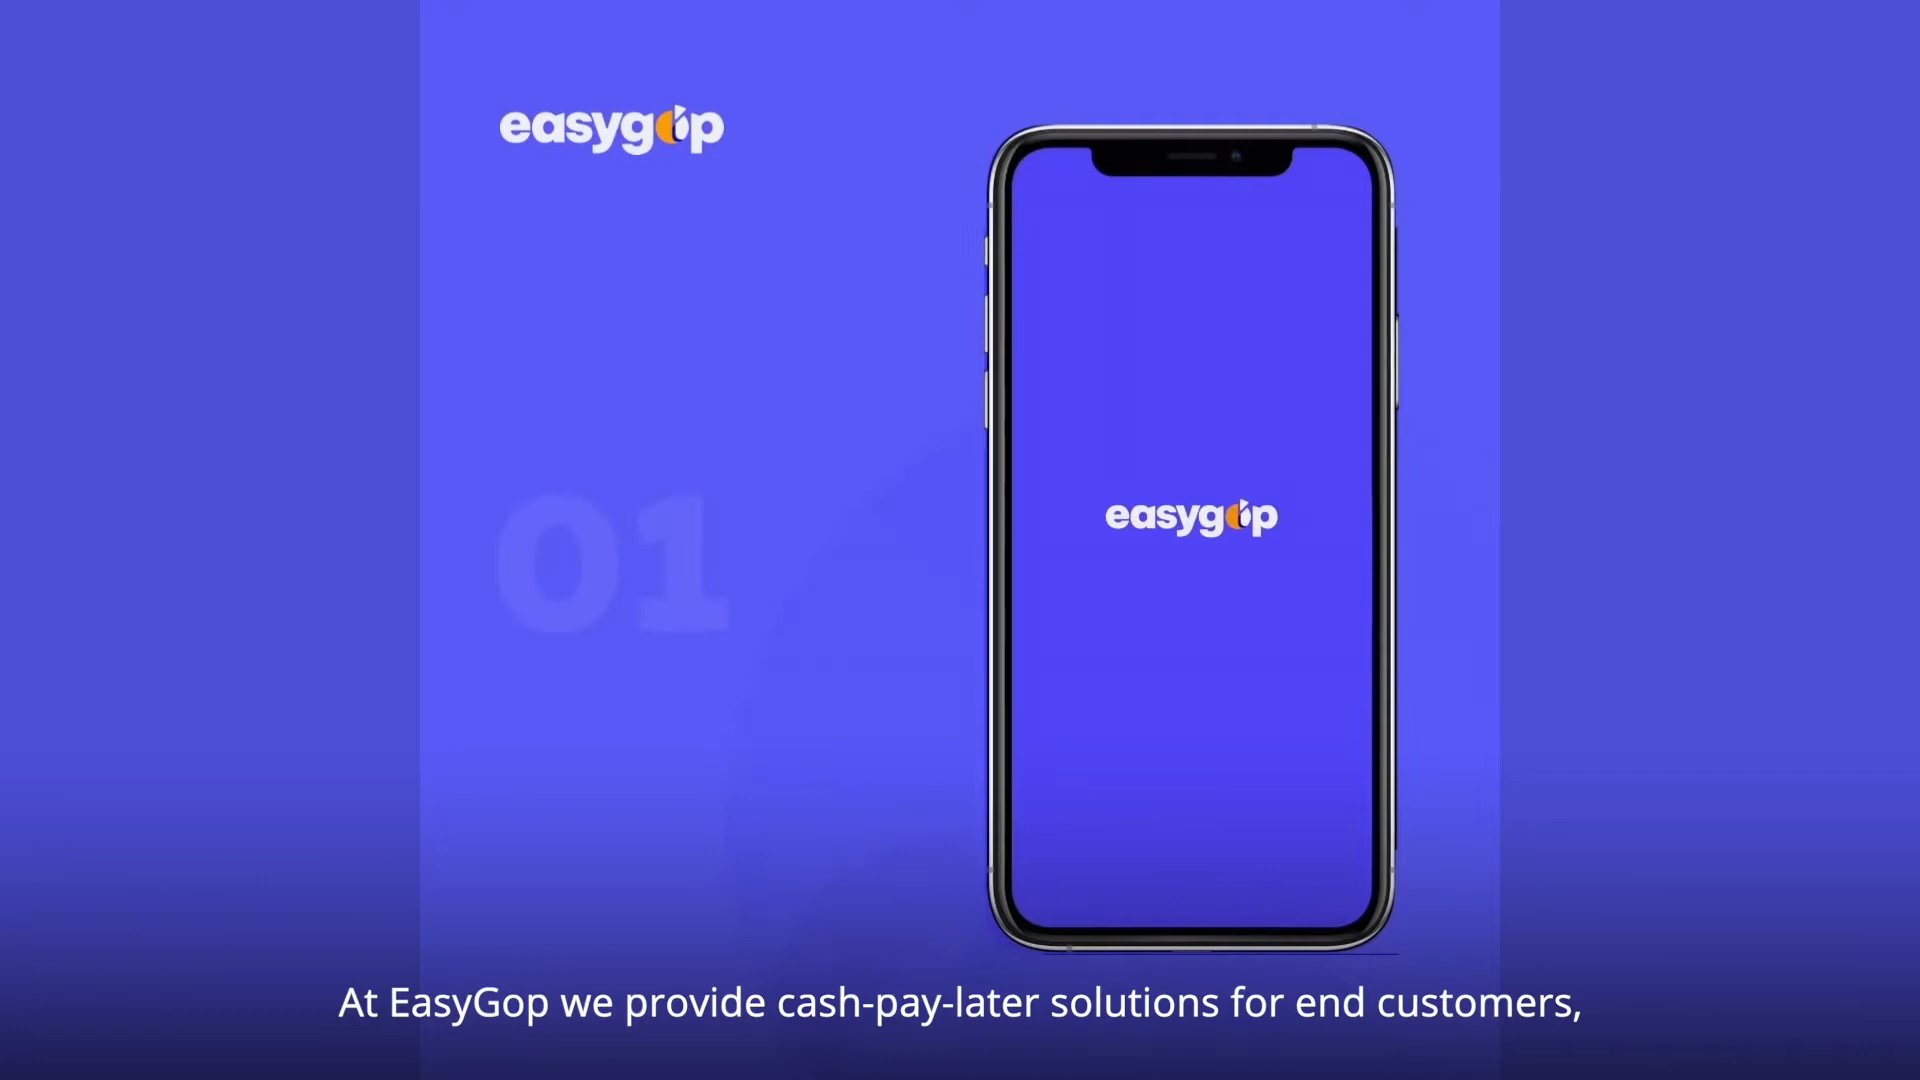 easygop
01
easygop
At EasyGop we provide cash-pay-later solutions for end customers,